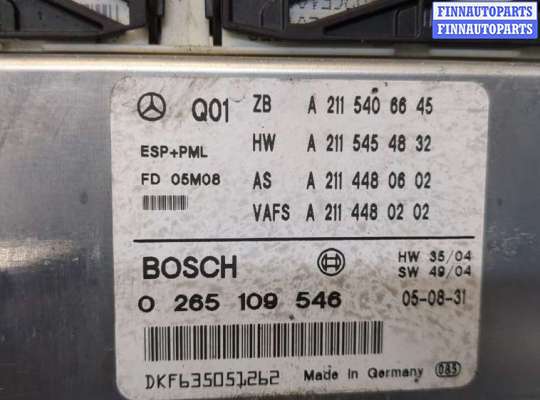 FINNAUTOPARTS
FINNAUTOPARTS
Q01
ZB A 211 540 66 45
ESP+PML
HW A 211 545 48 32
FD 05M08
AS A 211 448 06 02
VAFS A 211 448 02 02
BOSCH
HW 35/04
SW 49/04
0 265 109 546
05-08-31
DKF635051262
Made in Germany
085